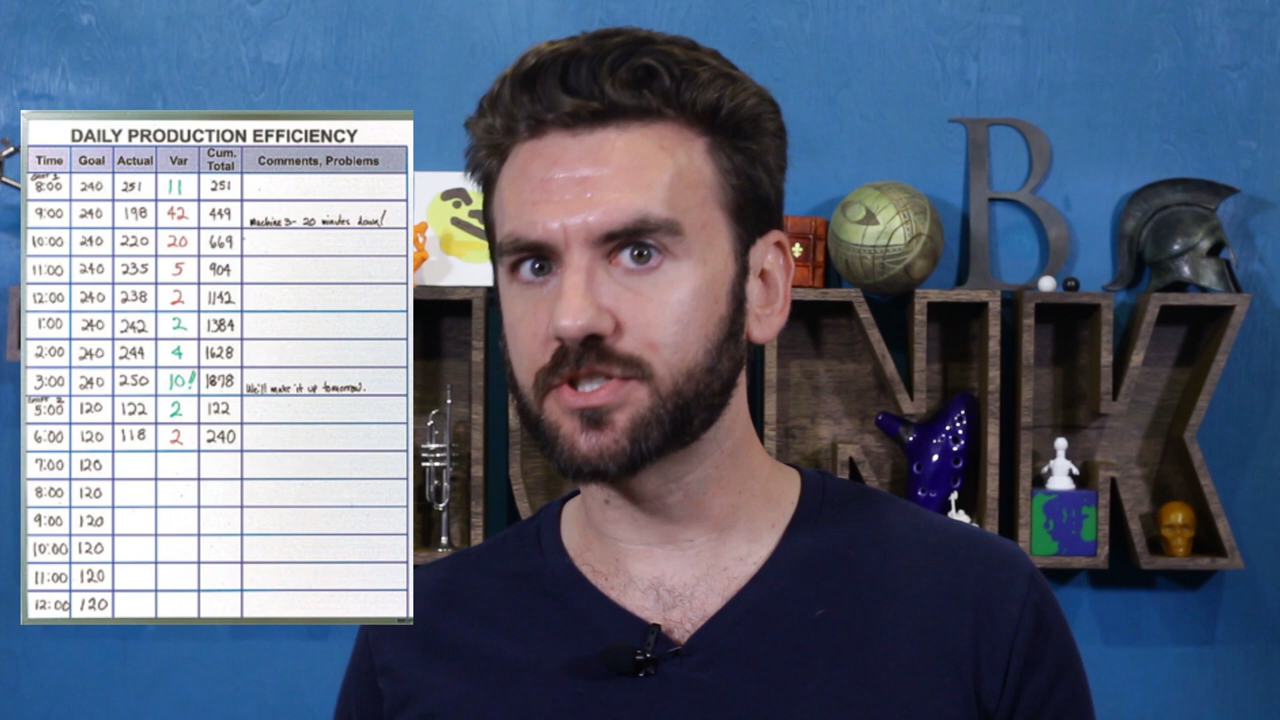 DAILY PRODUCTION EFFICIENCY
Time Goal Actual Var Cum. Total Comments, Problems
Shift 1
8:00 240 251 11 251
9:00 240 198 42 449 Machine 3- 20 minutes down!
10:00 240 220 20 669
11:00 240 235 5 904
12:00 240 238 2 1142
1:00 240 242 2 1384
2:00 240 244 4 1628
3:00 240 250 10! 1878 We'll make it up tomorrow.
Shift 2
5:00 120 122 2 122
6:00 120 118 2 240
7:00 120
8:00 120
9:00 120
10:00 120
11:00 120
12:00 120
B
NK